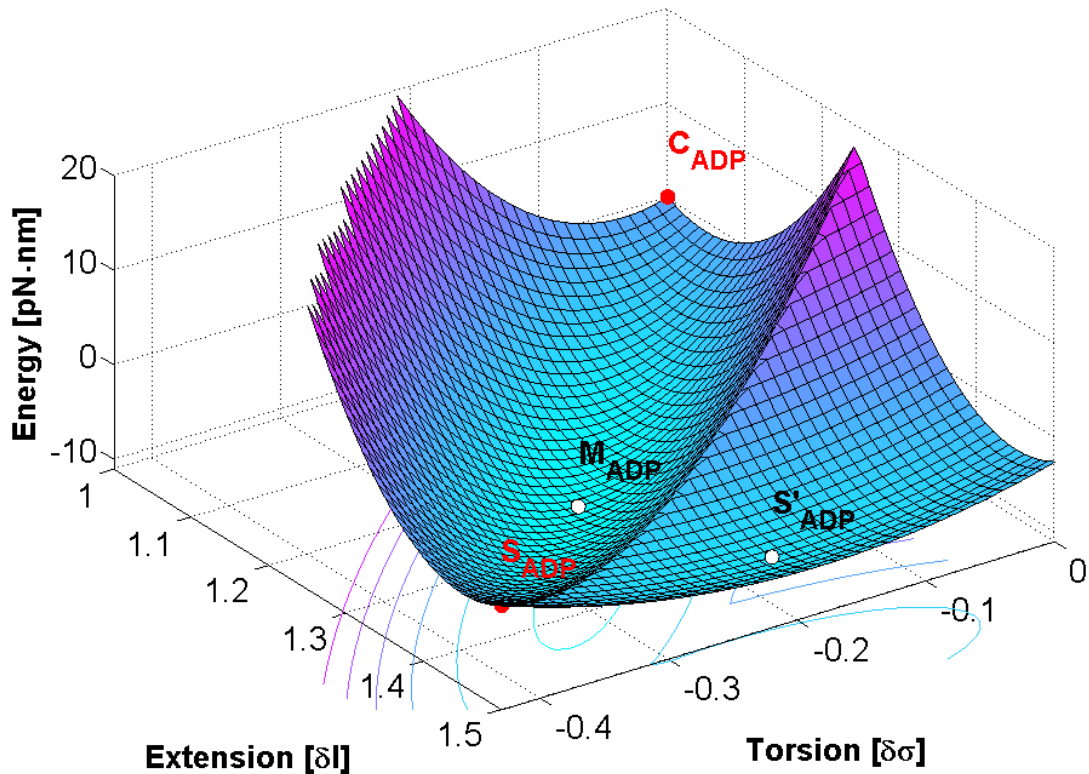 20
10
0
-10
Energy [pN·nm]
C_ADP
M_ADP
S'_ADP
S_ADP
1
1.1
1.2
1.3
1.4
1.5
Extension [δl]
-0.4
-0.3
-0.2
-0.1
0
Torsion [δσ]